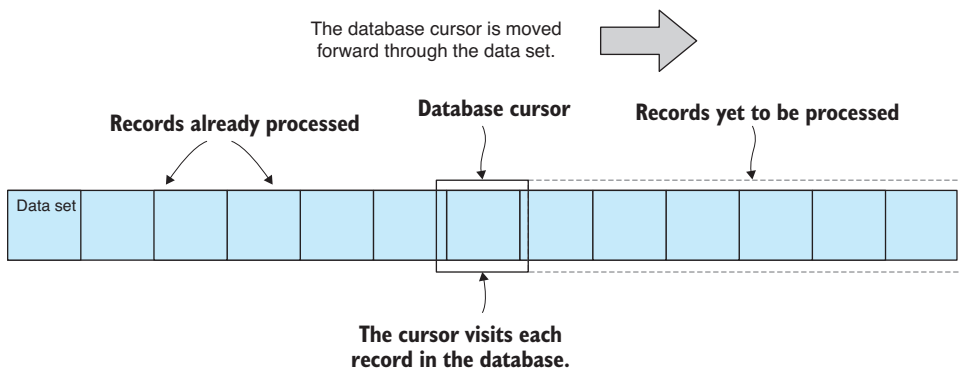 The database cursor is moved
forward through the data set.
Records already processed
Database cursor
Records yet to be processed
Data set
The cursor visits each
record in the database.